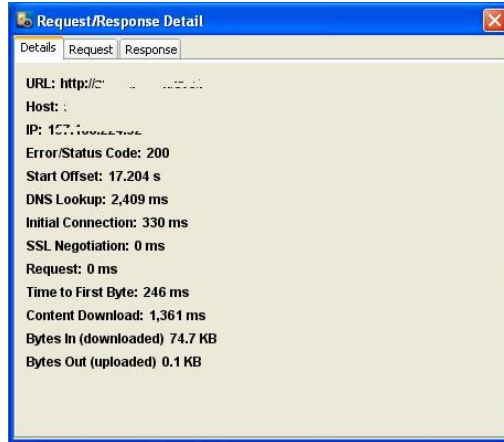 Request/Response Detail
Details Request Response
URL: http://
Host:
IP:
Error/Status Code: 200
Start Offset: 17.204 s
DNS Lookup: 2,409 ms
Initial Connection: 330 ms
SSL Negotiation: 0 ms
Request: 0 ms
Time to First Byte: 246 ms
Content Download: 1,361 ms
Bytes In (downloaded) 74.7 KB
Bytes Out (uploaded) 0.1 KB